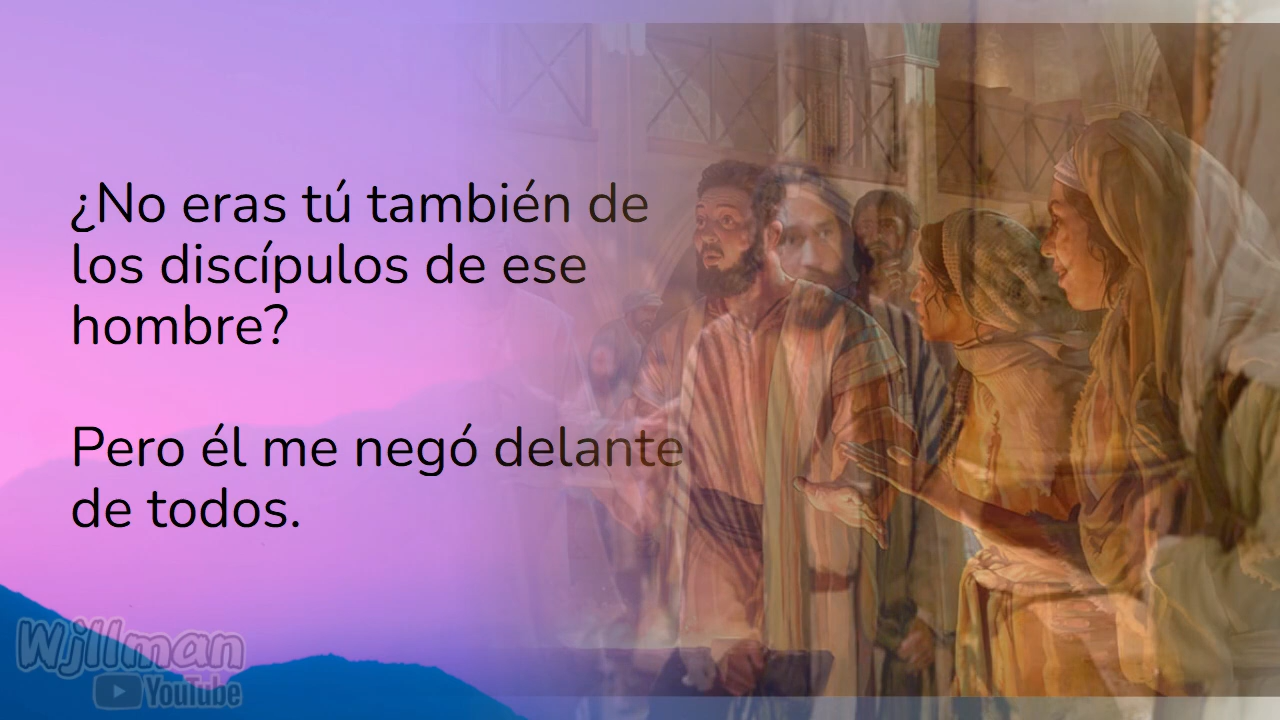 ¿No eras tú también de
los discípulos de ese
hombre?
Pero él me negó delante
de todos.
Wjllman
YouTube